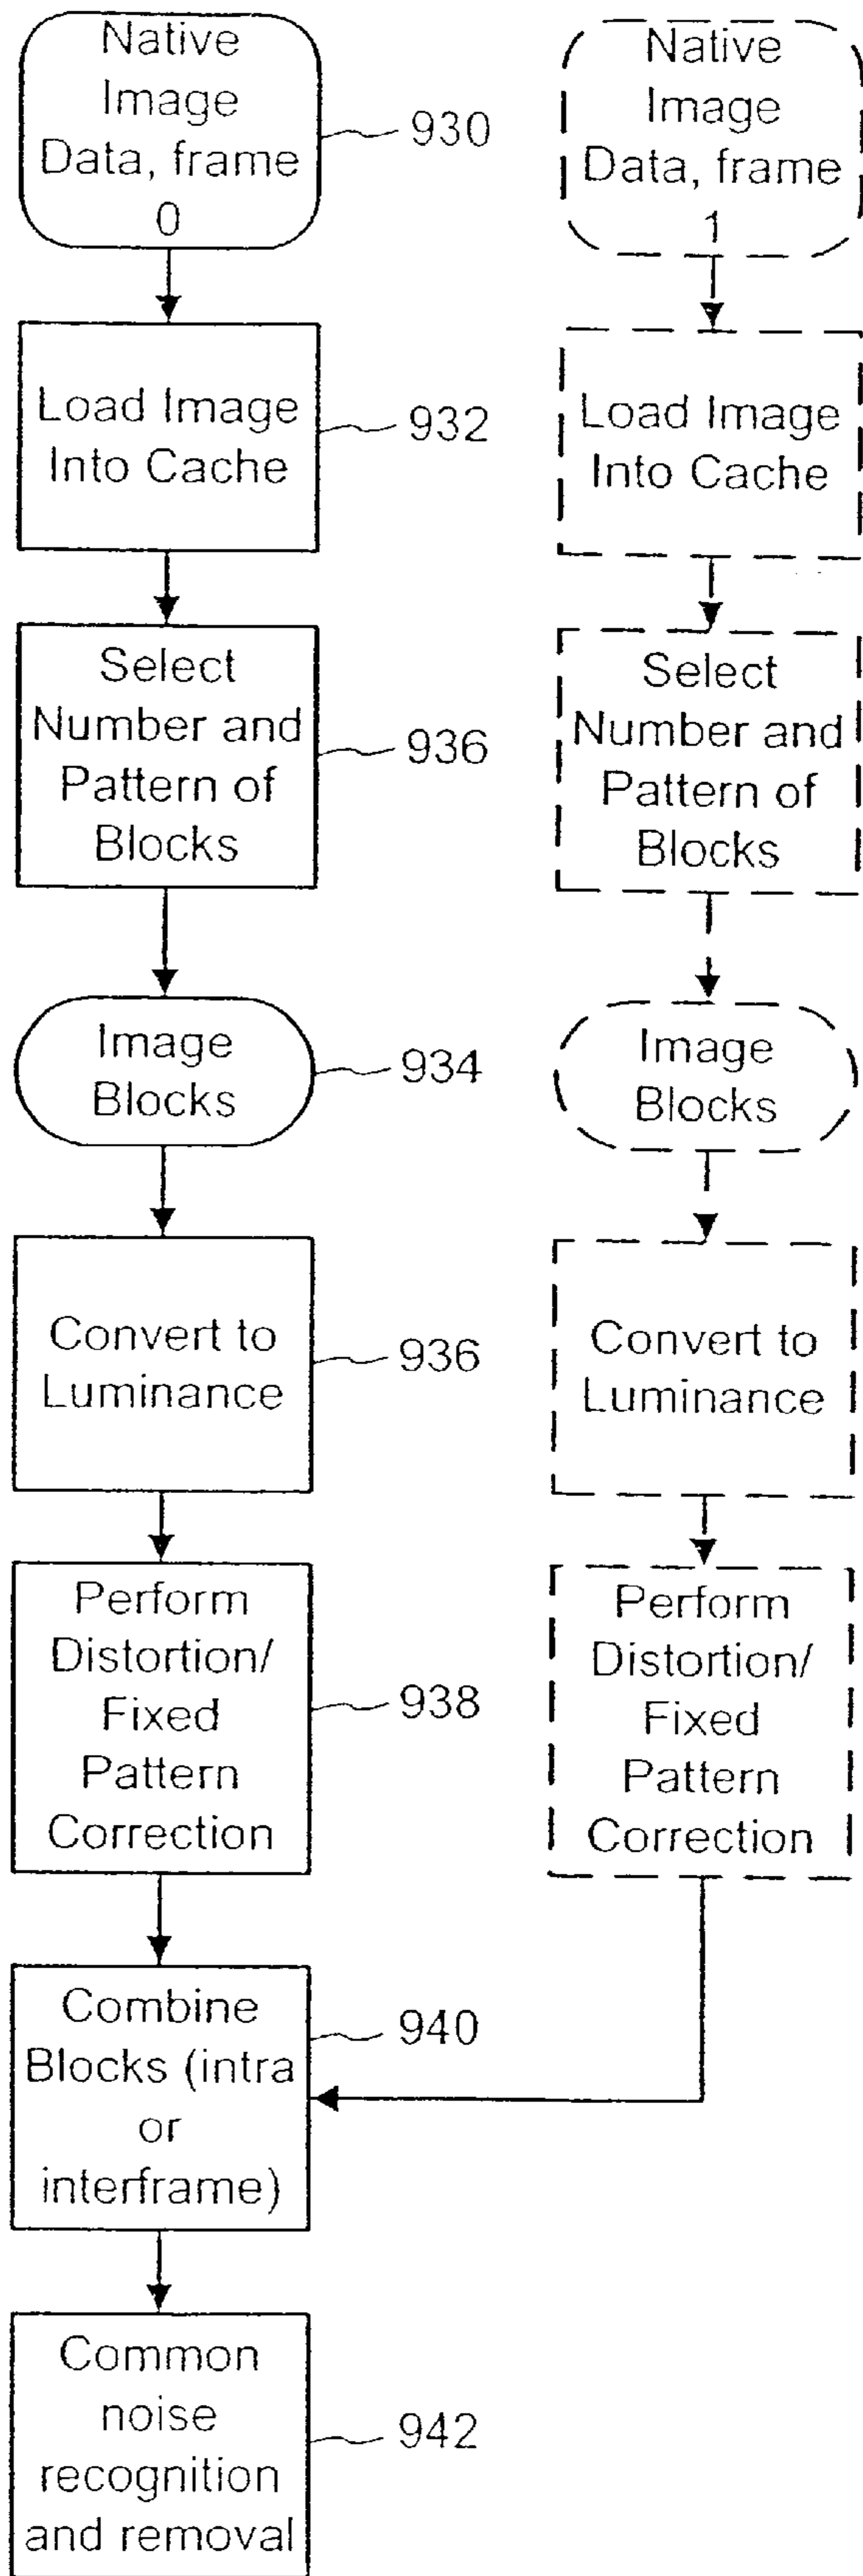 Native
Image
Data, frame
0
930
Load Image
Into Cache
932
Select
Number and
Pattern of
Blocks
936
Image
Blocks
934
Convert to
Luminance
936
Perform
Distortion/
Fixed
Pattern
Correction
938
Combine
Blocks (intra
or
interframe)
940
Common
noise
recognition
and removal
942
Native
Image
Data, frame
1
Load Image
Into Cache
Select
Number and
Pattern of
Blocks
Image
Blocks
Convert to
Luminance
Perform
Distortion/
Fixed
Pattern
Correction